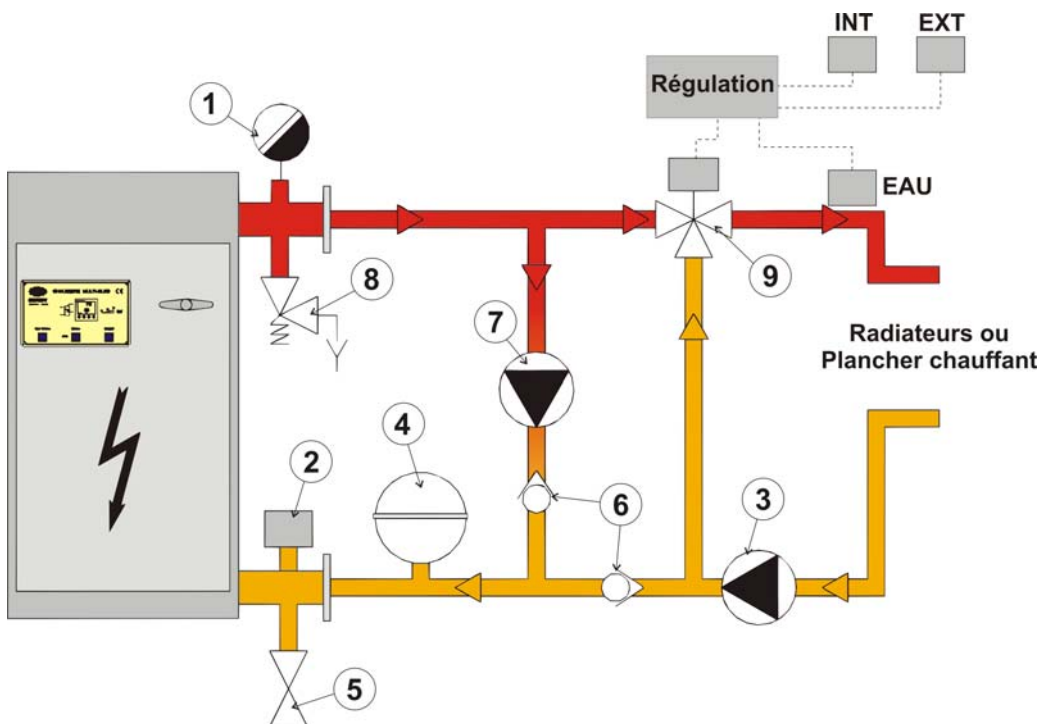 INT
EXT
Régulation
1
EAU
8
9
7
Radiateurs ou
Plancher chauffant
4
2
6
3
5